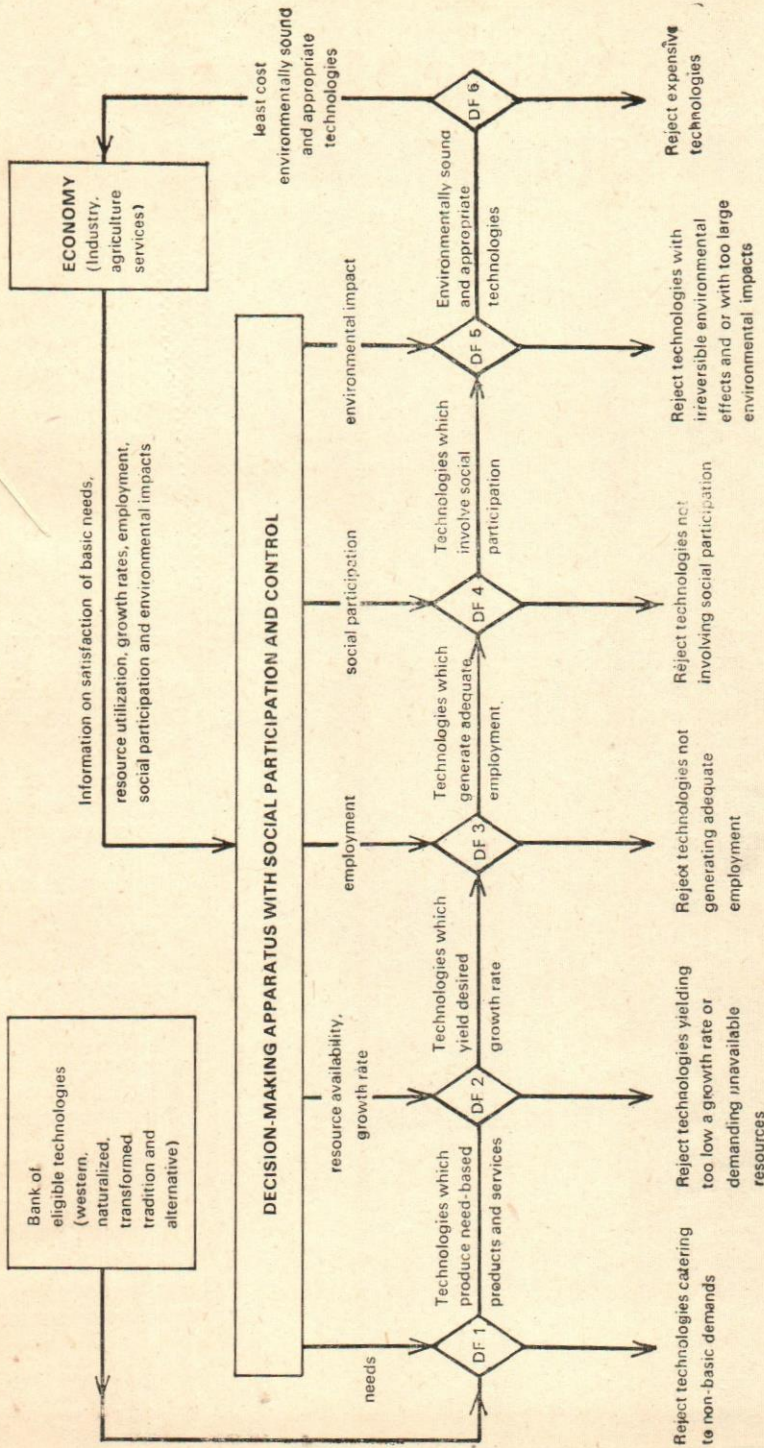 Bank of
eligible technologies
(western,
naturalized,
transformed
tradition and
alternative)
ECONOMY
(Industry,
agriculture
services)
Information on satisfaction of basic needs,
resource utilization, growth rates, employment,
social participation and environmental impacts
least cost
environmentally sound
and appropriate
technologies
DECISION-MAKING APPARATUS WITH SOCIAL PARTICIPATION AND CONTROL
needs
resource availability,
growth rate
employment
social participation
environmental impact
DF 1
Technologies which
produce need-based
products and services
DF 2
Technologies which
yield desired
growth rate
DF 3
Technologies which
generate adequate
employment
DF 4
Technologies which
involve social
participation
DF 5
Environmentally sound
and appropriate
technologies
DF 6
Reject technologies catering
to non-basic demands
Reject technologies yielding
too low a growth rate or
demanding unavailable
resources
Reject technologies not
generating adequate
employment
Reject technologies not
involving social participation
Reject technologies with
irreversible environmental
effects and or with too large
environmental impacts
Reject expensive
technologies